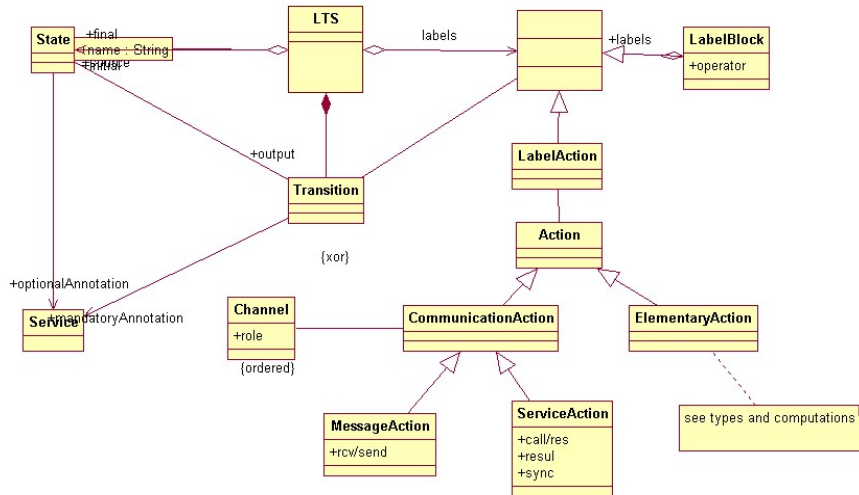 State
+final
{name : String
+source
+initial
LTS
labels
+labels
LabelBlock
+operator
+output
LabelAction
Transition
Action
{xor}
+optionalAnnotation
Service
+mandatoryAnnotation
Channel
+role
{ordered}
CommunicationAction
ElementaryAction
MessageAction
+rcv/send
ServiceAction
+call/res
+resul
+sync
see types and computations